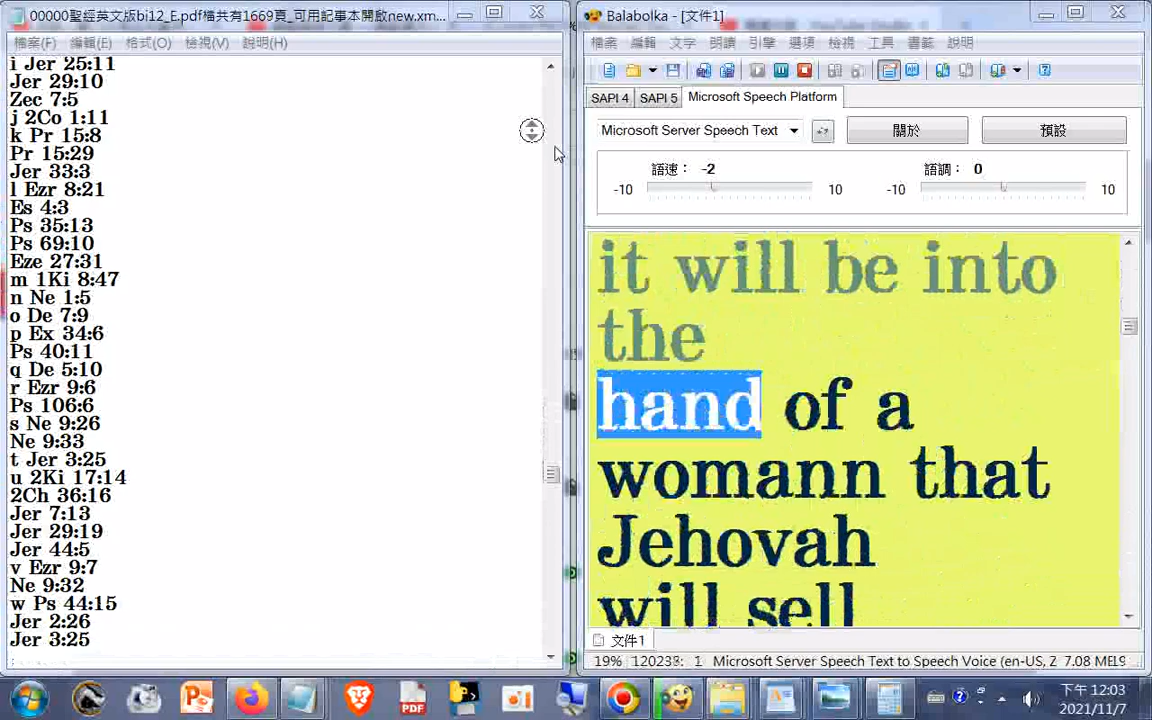 00000聖經英文版bi12_E.pdf檔共有1669頁_可用記事本開啟new.xm...
檔案(F) 編輯(E) 格式(O) 檢視(V) 說明(H)
i Jer 25:11
Jer 29:10
Zec 7:5
j 2Co 1:11
k Pr 15:8
Pr 15:29
Jer 33:3
l Ezr 8:21
Es 4:3
Ps 35:13
Ps 69:10
Eze 27:31
m 1Ki 8:47
n Ne 1:5
o De 7:9
p Ex 34:6
Ps 40:11
q De 5:10
r Ezr 9:6
Ps 106:6
s Ne 9:26
Ne 9:33
t Jer 3:25
u 2Ki 17:14
2Ch 36:16
Jer 7:13
Jer 29:19
Jer 44:5
v Ezr 9:7
Ne 9:32
w Ps 44:15
Jer 2:26
Jer 3:25
Balabolka - [文件1]
檔案 編輯 文字 朗讀 引擎 選項 檢視 工具 書籤 說明
SAPI 4 SAPI 5 Microsoft Speech Platform
Microsoft Server Speech Text 關於 預設
語速： -2 語調： 0
-10 10 -10 10
it will be into
the
hand of a
womann that
Jehovah
will sell
文件1
19% 120238: 1 Microsoft Server Speech Text to Speech Voice (en-US, Z 7.08 МЕ19
PDF
下午 12:03
2021/11/7